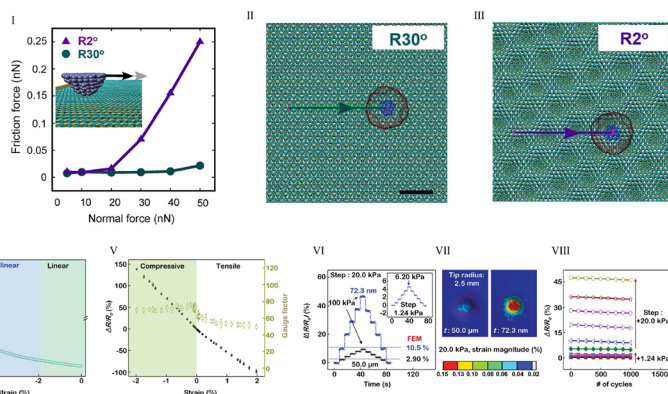 I
R2°
R30°
0.25
0.2
0.15
0.1
0.05
0
Friction force (nN)
0 10 20 30 40 50
Normal force (nN)
II
R30°
III
R2°
linear
Linear
-2 0
Strain (%)
V
Compressive
Tensile
150
100
50
0
-50
-100
ΔR/R₀ (%)
120
100
80
60
40
20
0
Gauge factor
-2 -1 0 1 2
Strain (%)
VI
60
40
20
0
ΔR/R₀ (%)
Step : 20.0 kPa
72.3 nm
100 kPa
6.20 kPa
Step :
1.24 kPa
0 40 80
FEM
10.5 %
2.90 %
50.0 μm
0 40 80
Time (s)
VII
Tip radius:
2.5 mm
t : 50.0 μm
t : 72.3 nm
20.0 kPa, strain magnitude (%)
0.15 0.13 0.10 0.08 0.06 0.04 0.02
VIII
45
30
15
0
ΔR/R₀ (%)
Step :
+20.0 kPa
+1.24 kPa
0 500 1000
# of cycles